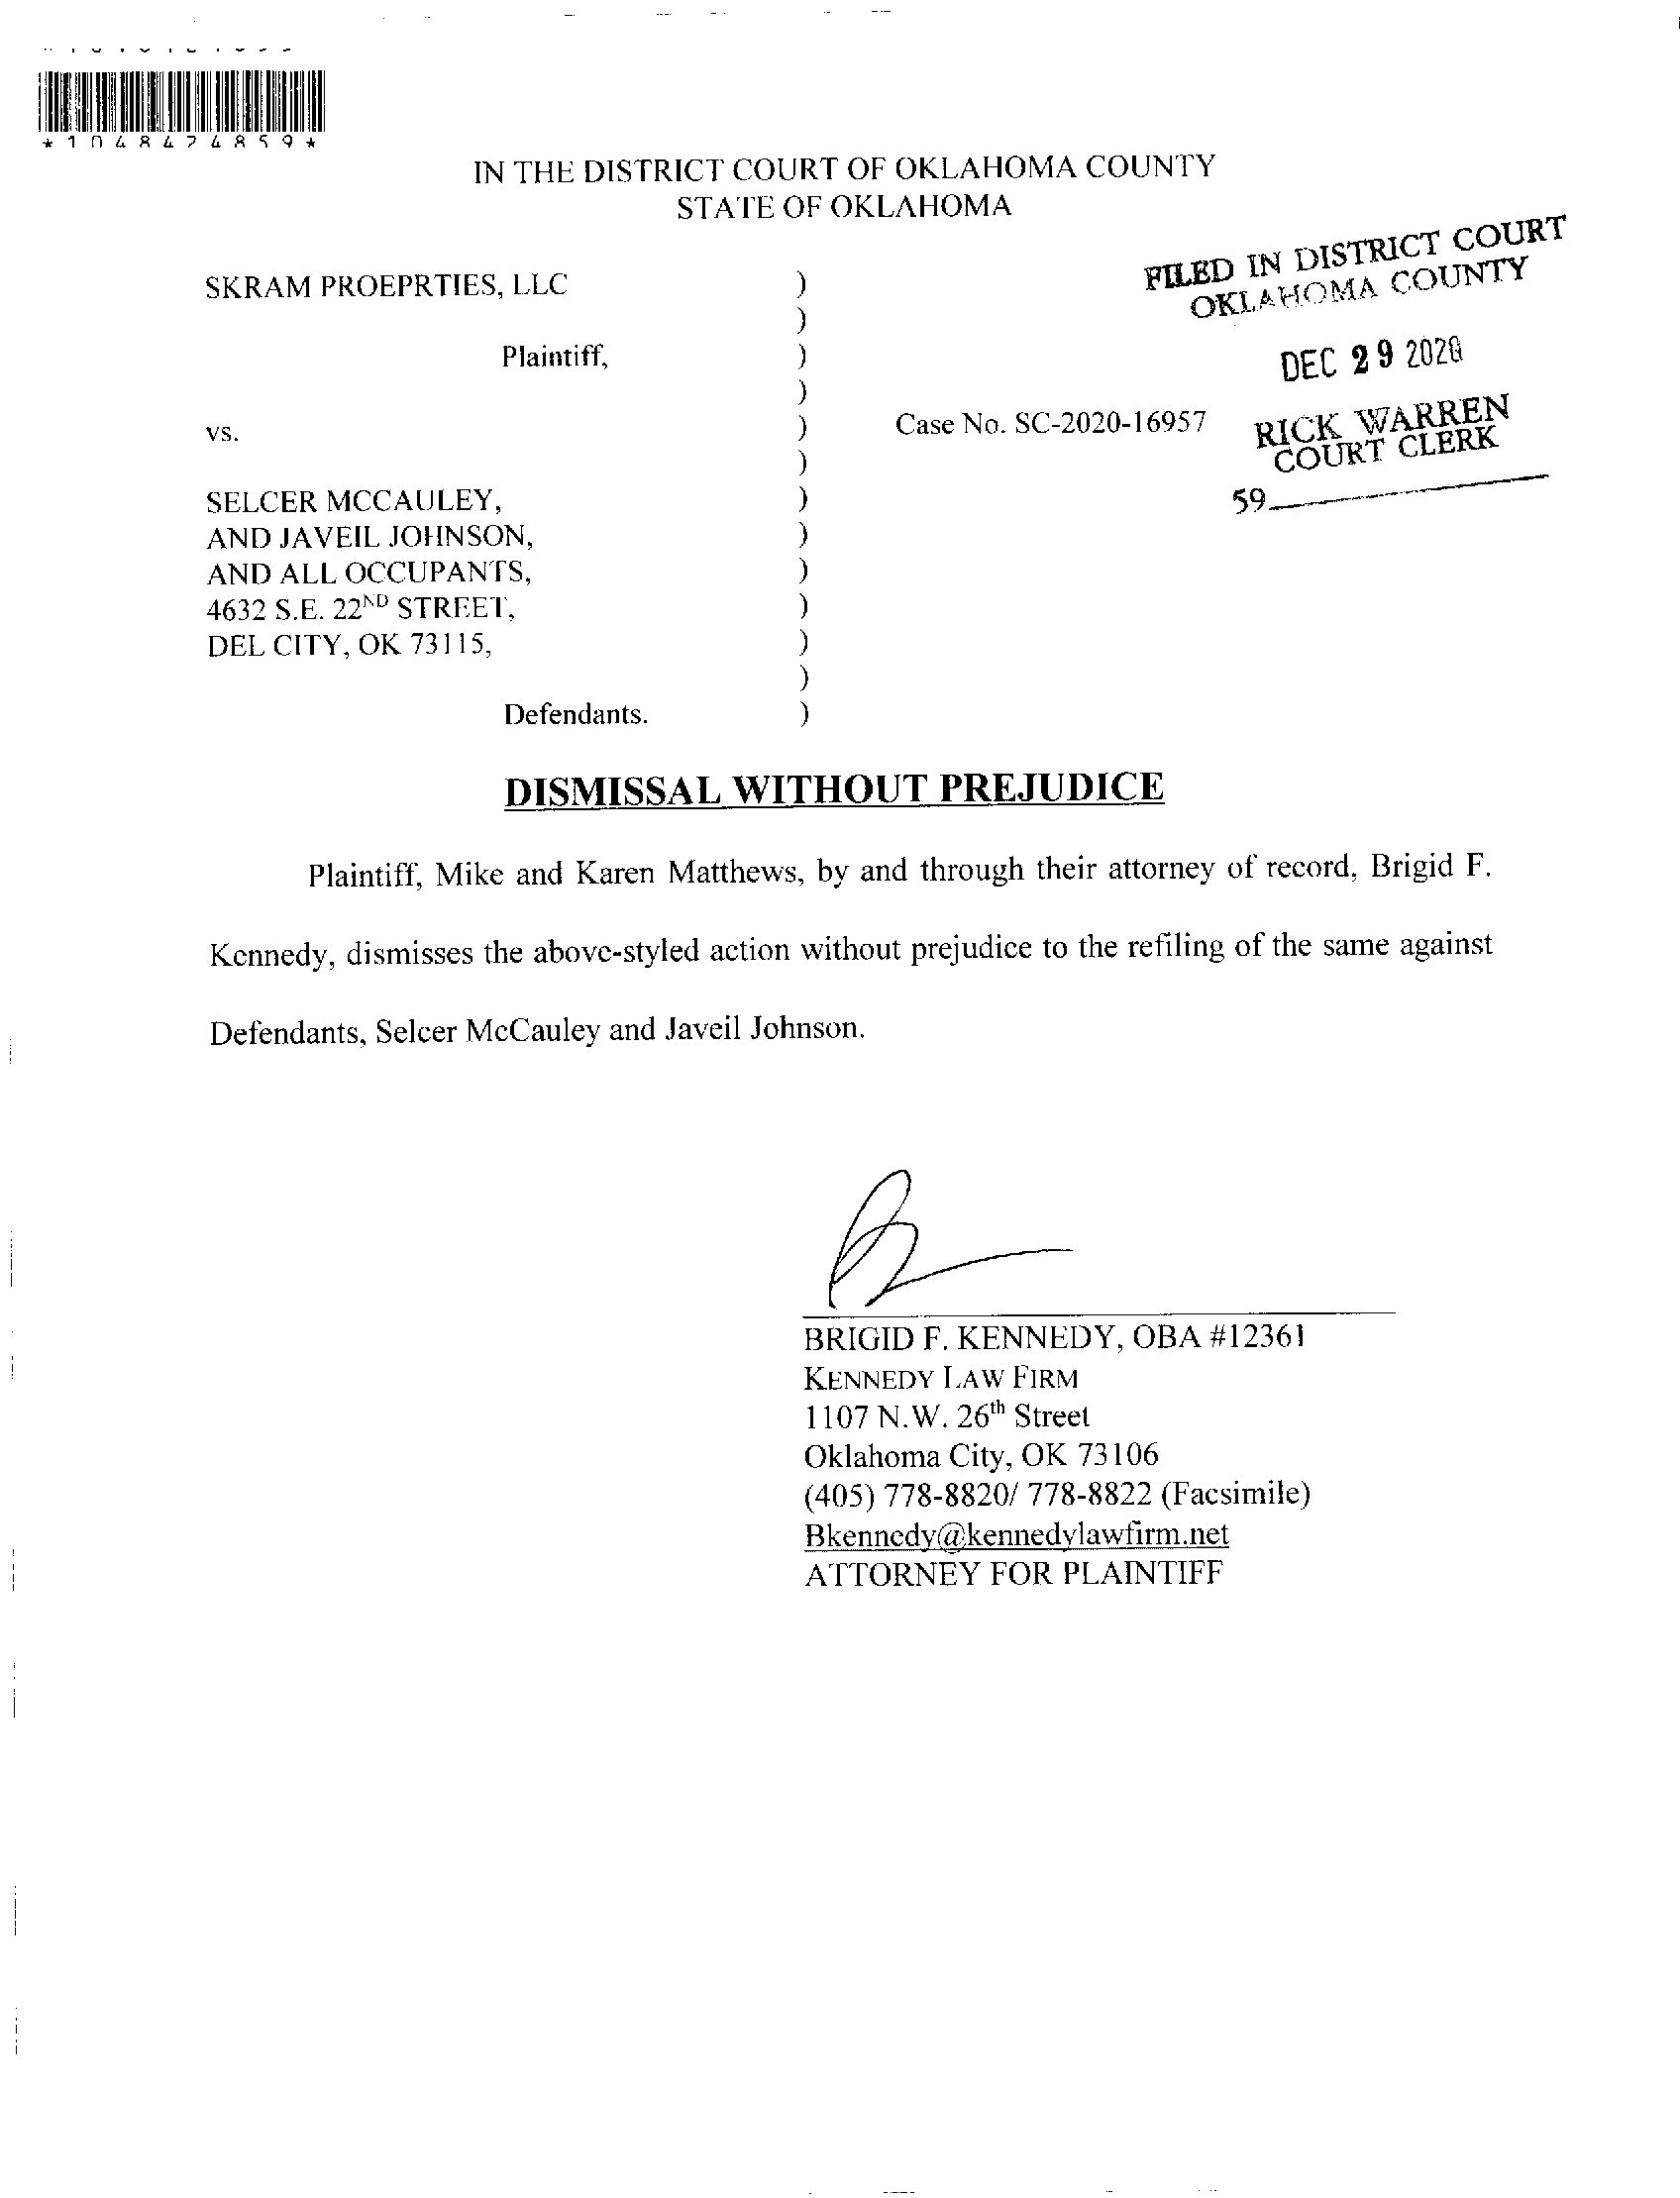 *1048424859*
IN THE DISTRICT COURT OF OKLAHOMA COUNTY
STATE OF OKLAHOMA
FILED IN DISTRICT COURT
OKLAHOMA COUNTY
DEC 29 2020
RICK WARREN
COURT CLERK
59
SKRAM PROEPRTIES, LLC )
)
Plaintiff, )
)
vs. ) Case No. SC-2020-16957
)
SELCER MCCAULEY, )
AND JAVEIL JOHNSON, )
AND ALL OCCUPANTS, )
4632 S.E. 22ND STREET, )
DEL CITY, OK 73115, )
)
Defendants. )
DISMISSAL WITHOUT PREJUDICE
Plaintiff, Mike and Karen Matthews, by and through their attorney of record, Brigid F.
Kennedy, dismisses the above-styled action without prejudice to the refiling of the same against
Defendants, Selcer McCauley and Javeil Johnson.
BRIGID F. KENNEDY, OBA #12361
KENNEDY LAW FIRM
1107 N.W. 26th Street
Oklahoma City, OK 73106
(405) 778-8820/ 778-8822 (Facsimile)
Bkennedy@kennedylawfirm.net
ATTORNEY FOR PLAINTIFF